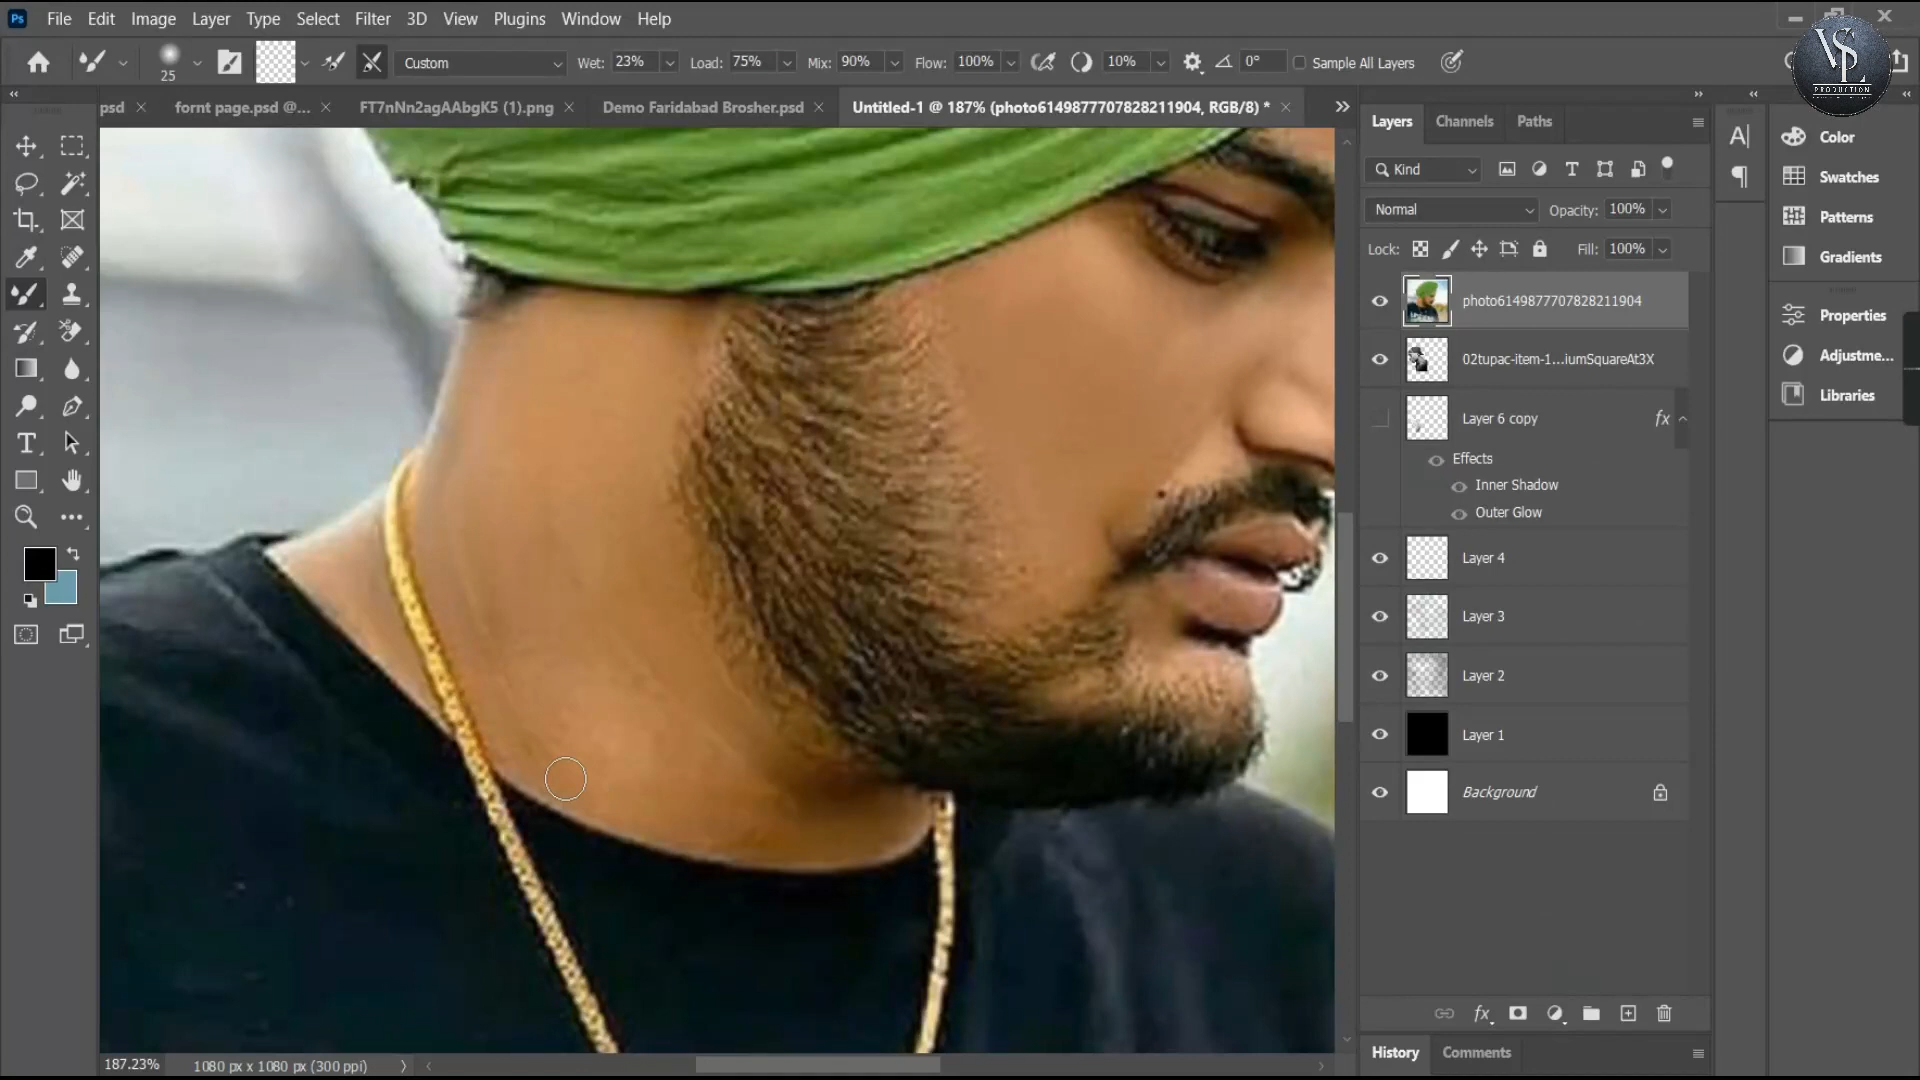 Ps File Edit Image Layer Type Select Filter 3D View Plugins Window Help
25 Custom Wet: 23% Load: 75% Mix: 90% Flow: 100% 10% 0° Sample All Layers
VSL PRODUCTION
psd fornt page.psd @... FT7nNn2agAAbgK5 (1).png Demo Faridabad Brosher.psd Untitled-1 @ 187% (photo6149877707828211904, RGB/8) *
Layers Channels Paths
Kind
Normal Opacity: 100%
Lock: Fill: 100%
photo6149877707828211904
02tupac-item-1...iumSquareAt3X
Layer 6 copy fx
Effects
Inner Shadow
Outer Glow
Layer 4
Layer 3
Layer 2
Layer 1
Background
Color
Swatches
Patterns
Gradients
Properties
Adjustme...
Libraries
History Comments
187.23% 1080 px x 1080 px (300 ppi)